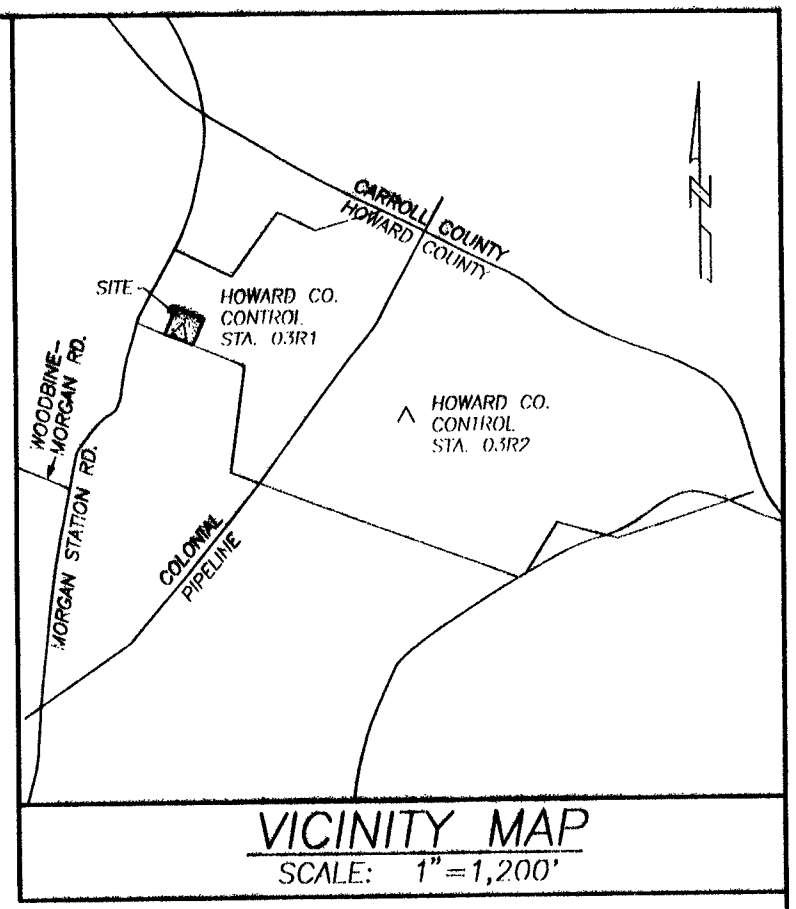 CARROLL COUNTY
HOWARD COUNTY
N
SITE
HOWARD CO.
CONTROL
STA. 03R1
WOODBINE-
MORGAN RD.
HOWARD CO.
CONTROL
STA. 03R2
MORGAN STATION RD.
COLONIAL
PIPELINE
VICINITY MAP
SCALE: 1"=1,200'